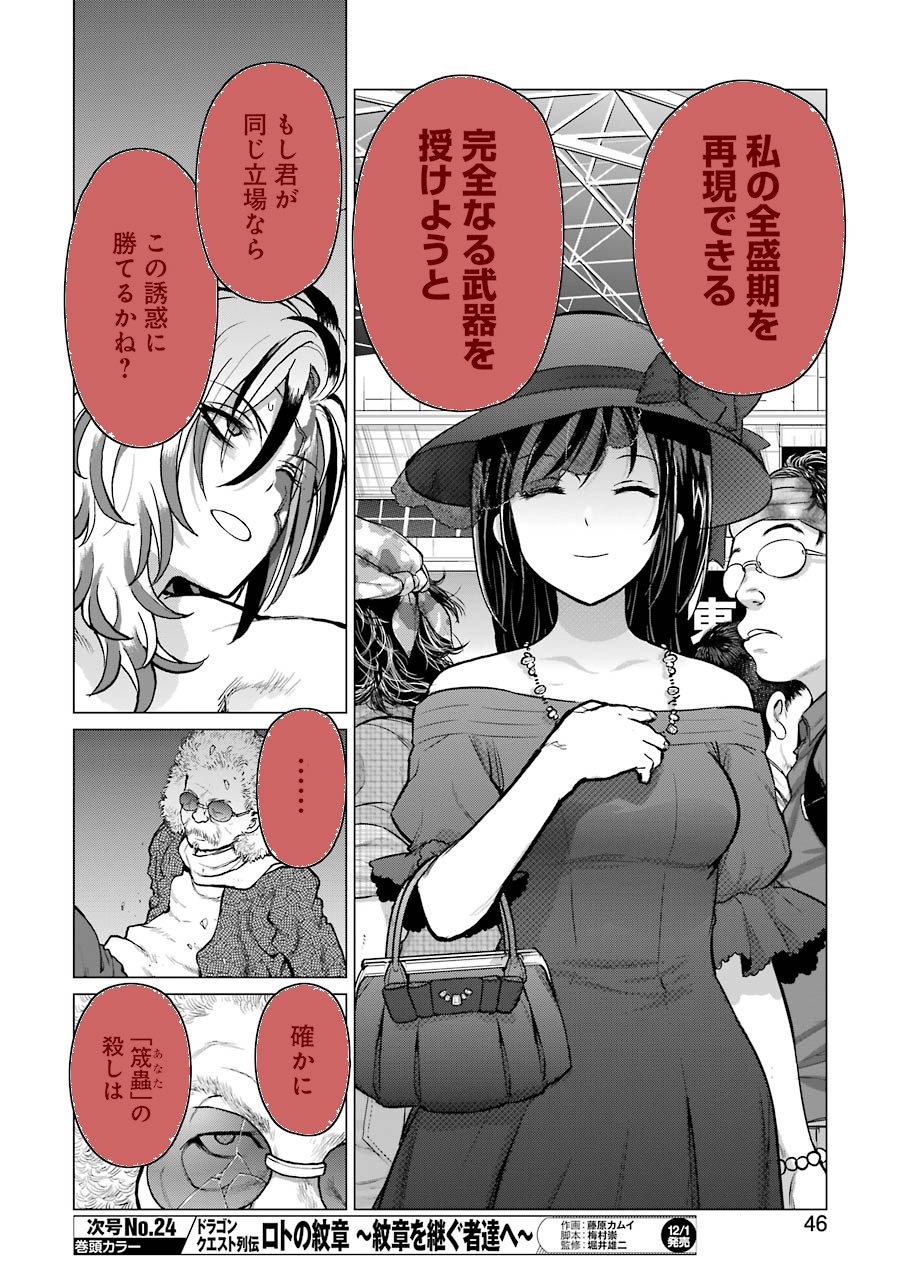 私の全盛期を
再現できる
完全なる武器を
授けようと
もし君が
同じ立場なら
この誘惑に
勝てるかね?
東
……
確かに
「筬蟲」の
あなた
殺しは
46
次号No.24
巻頭カラー
ドラゴン
クエスト列伝
ロトの紋章 ~紋章を継ぐ者達へ~
作画:藤原カムイ
脚本:梅村崇
監修:堀井雄二
12/1
発売